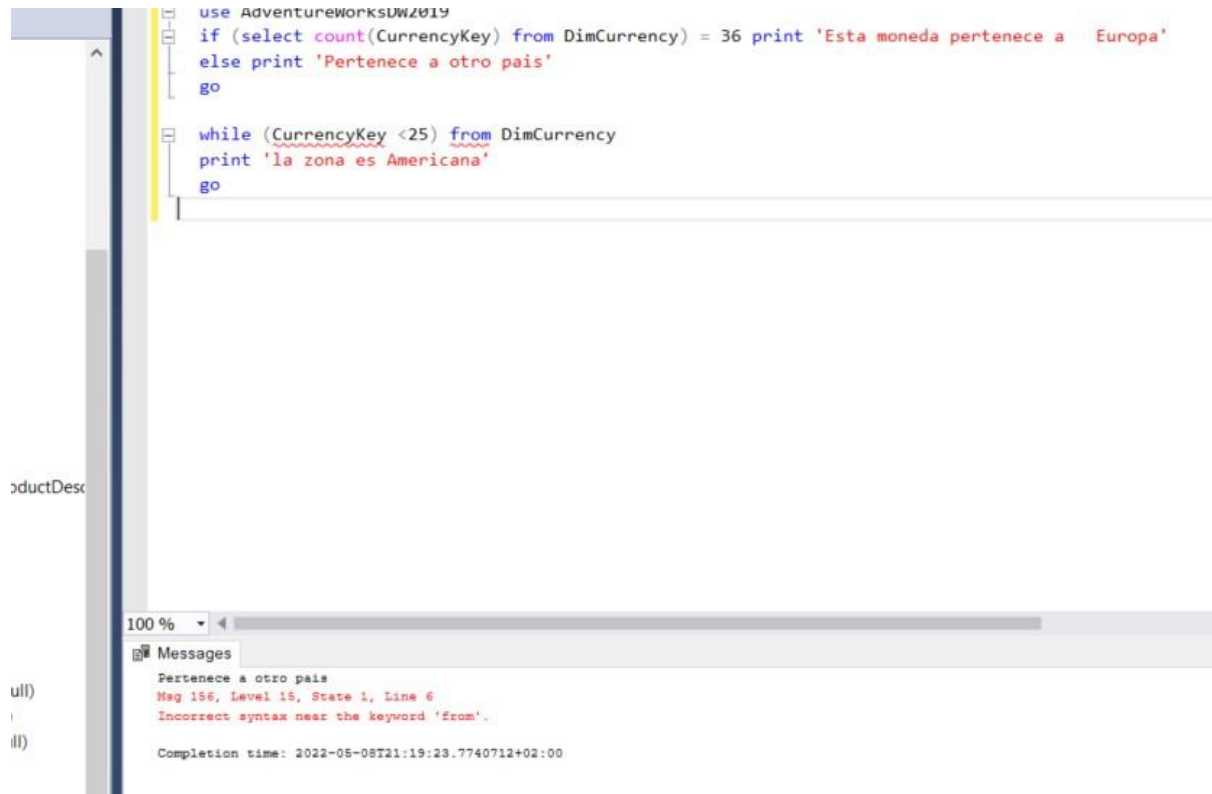 use AdventureWorksDW2019
if (select count(CurrencyKey) from DimCurrency) = 36 print 'Esta moneda pertenece a   Europa'
else print 'Pertenece a otro pais'
go
while (CurrencyKey <25) from DimCurrency
print 'la zona es Americana'
go
oductDesc
ull)
ıll)
100 %
Messages
Pertenece a otro pais
Msg 156, Level 15, State 1, Line 6
Incorrect syntax near the keyword 'from'.
Completion time: 2022-05-08T21:19:23.7740712+02:00